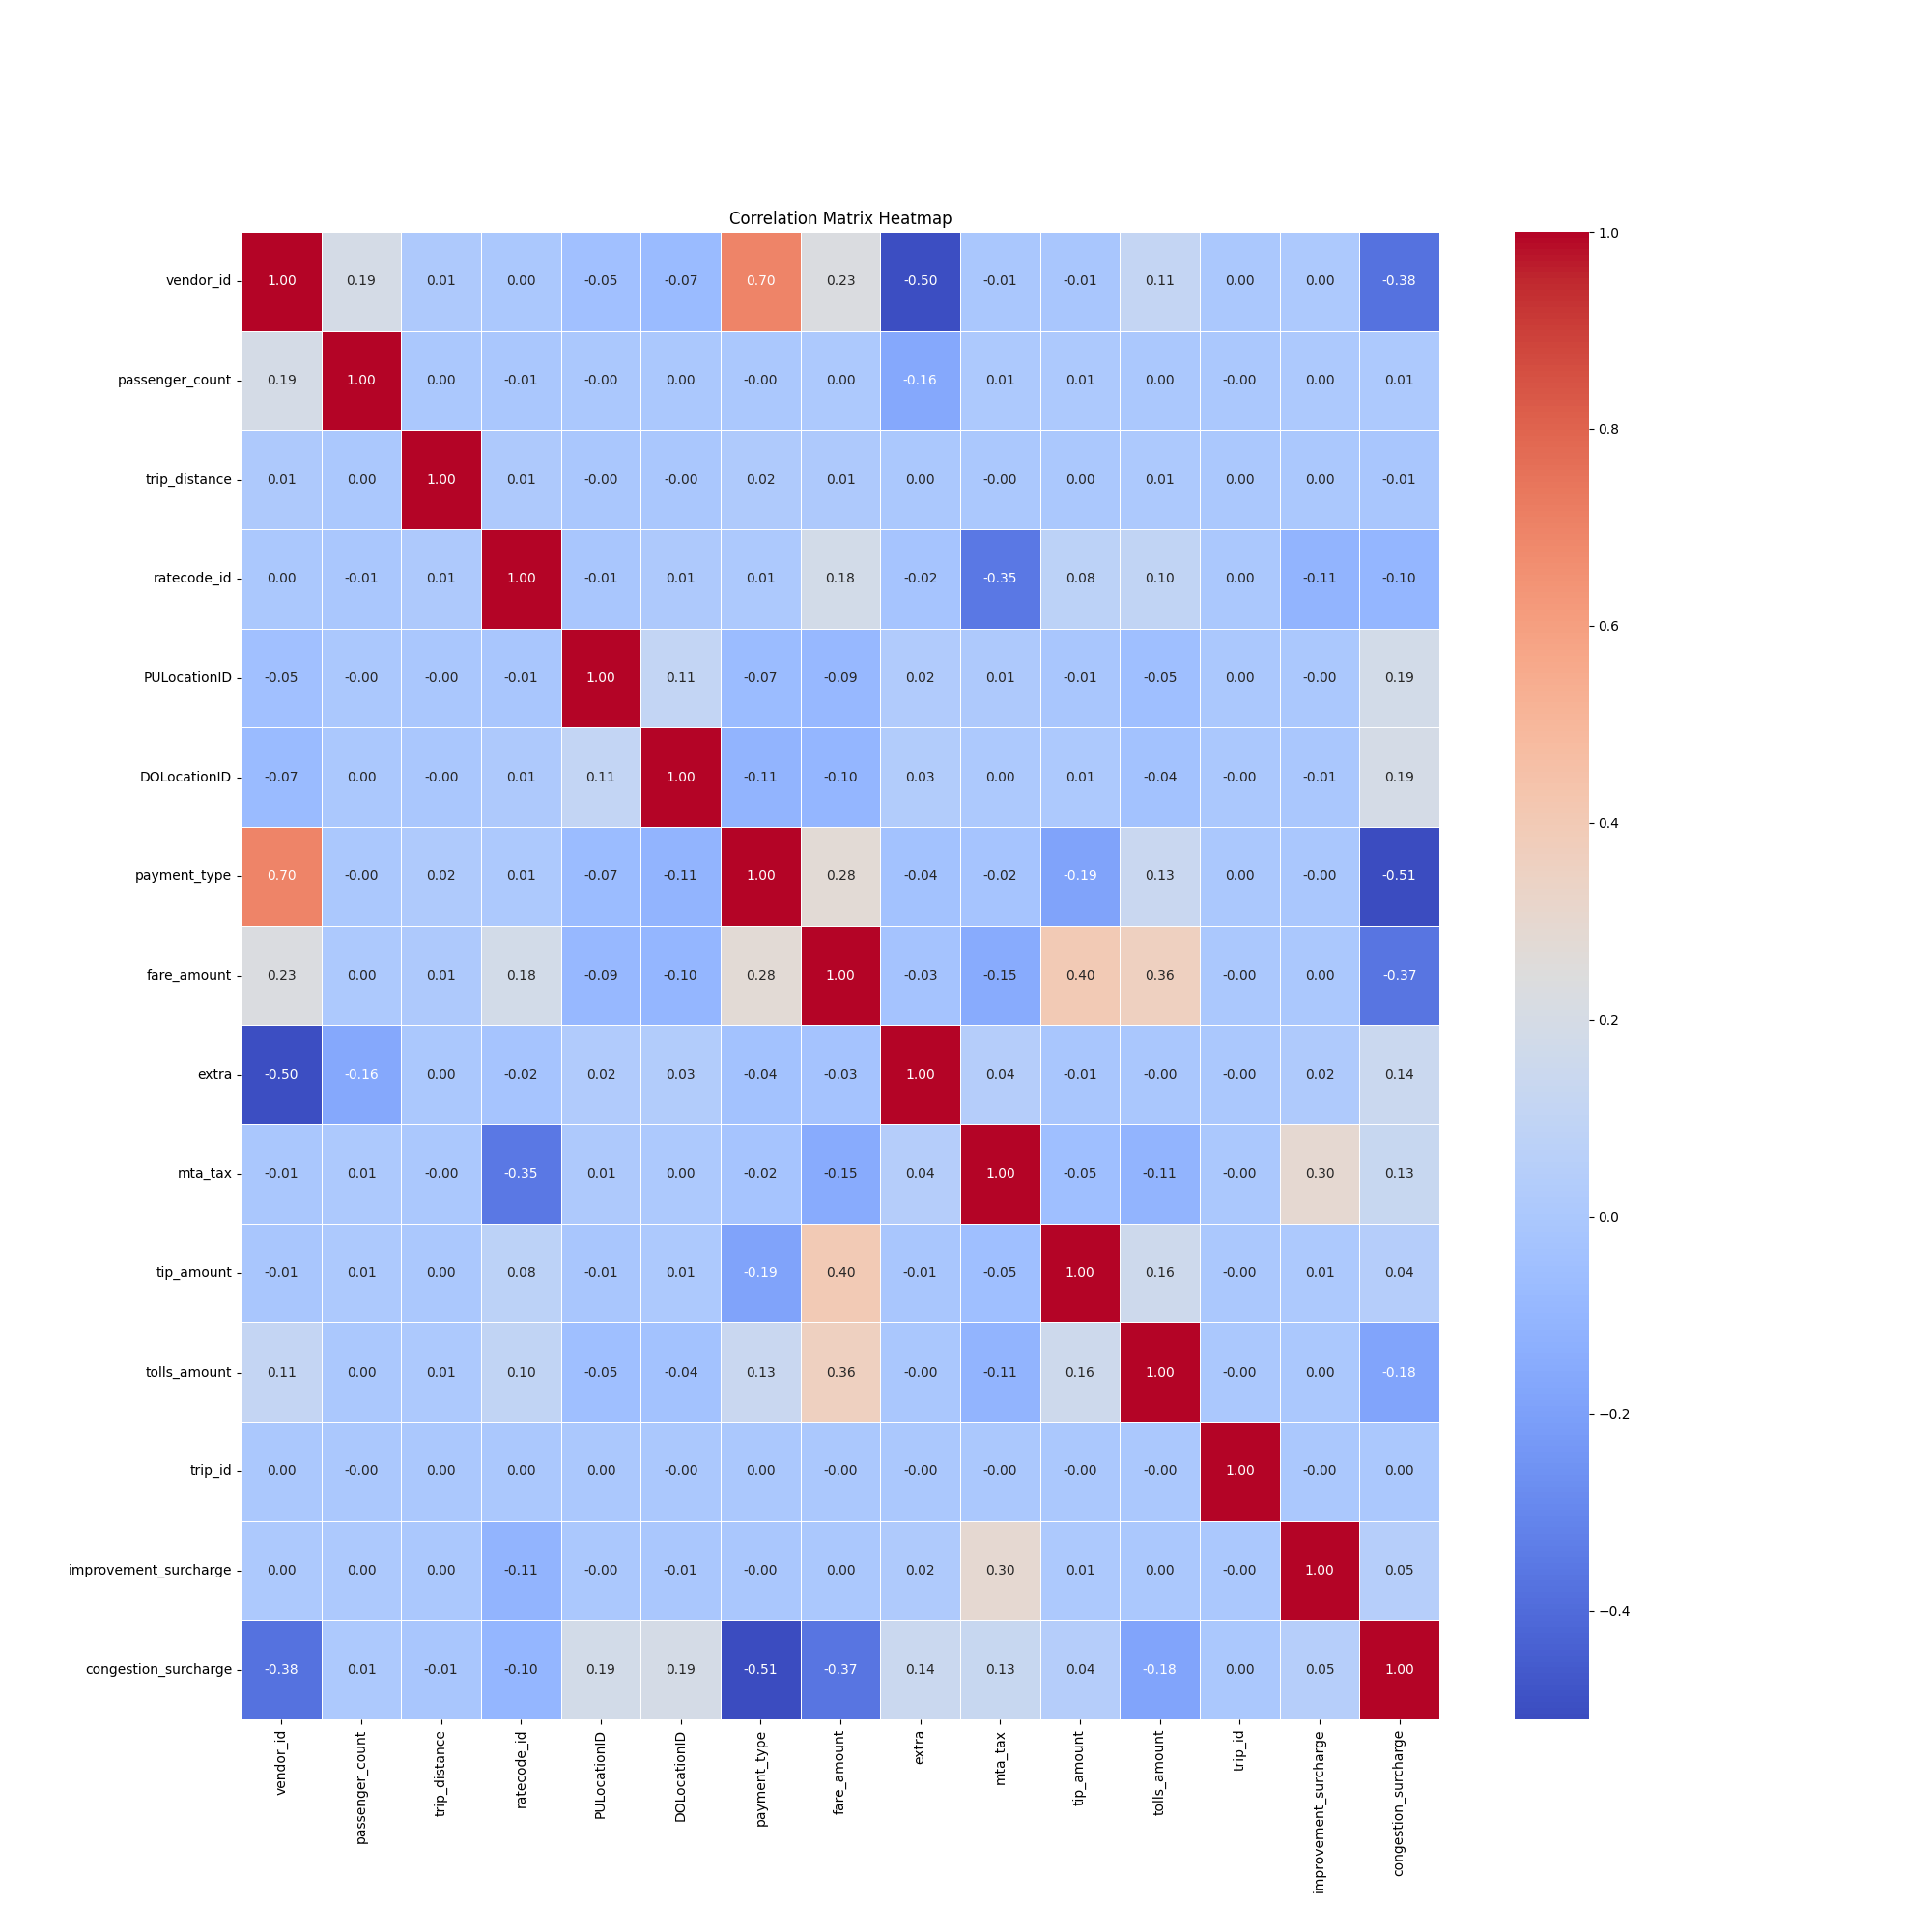 Correlation Matrix Heatmap
vendor_id 1.00 0.19 0.01 0.00 -0.05 -0.07 0.70 0.23 -0.50 -0.01 -0.01 0.11 0.00 0.00 -0.38
passenger_count 0.19 1.00 0.00 -0.01 -0.00 0.00 -0.00 0.00 -0.16 0.01 0.01 0.00 -0.00 0.00 0.01
trip_distance 0.01 0.00 1.00 0.01 -0.00 -0.00 0.02 0.01 0.00 -0.00 0.00 0.01 0.00 0.00 -0.01
ratecode_id 0.00 -0.01 0.01 1.00 -0.01 0.01 0.01 0.18 -0.02 -0.35 0.08 0.10 0.00 -0.11 -0.10
PULocationID -0.05 -0.00 -0.00 -0.01 1.00 0.11 -0.07 -0.09 0.02 0.01 -0.01 -0.05 0.00 -0.00 0.19
DOLocationID -0.07 0.00 -0.00 0.01 0.11 1.00 -0.11 -0.10 0.03 0.00 0.01 -0.04 -0.00 -0.01 0.19
payment_type 0.70 -0.00 0.02 0.01 -0.07 -0.11 1.00 0.28 -0.04 -0.02 -0.19 0.13 0.00 -0.00 -0.51
fare_amount 0.23 0.00 0.01 0.18 -0.09 -0.10 0.28 1.00 -0.03 -0.15 0.40 0.36 -0.00 0.00 -0.37
extra -0.50 -0.16 0.00 -0.02 0.02 0.03 -0.04 -0.03 1.00 0.04 -0.01 -0.00 -0.00 0.02 0.14
mta_tax -0.01 0.01 -0.00 -0.35 0.01 0.00 -0.02 -0.15 0.04 1.00 -0.05 -0.11 -0.00 0.30 0.13
tip_amount -0.01 0.01 0.00 0.08 -0.01 0.01 -0.19 0.40 -0.01 -0.05 1.00 0.16 -0.00 0.01 0.04
tolls_amount 0.11 0.00 0.01 0.10 -0.05 -0.04 0.13 0.36 -0.00 -0.11 0.16 1.00 -0.00 0.00 -0.18
trip_id 0.00 -0.00 0.00 0.00 0.00 -0.00 0.00 -0.00 -0.00 -0.00 -0.00 -0.00 1.00 -0.00 0.00
improvement_surcharge 0.00 0.00 0.00 -0.11 -0.00 -0.01 -0.00 0.00 0.02 0.30 0.01 0.00 -0.00 1.00 0.05
congestion_surcharge -0.38 0.01 -0.01 -0.10 0.19 0.19 -0.51 -0.37 0.14 0.13 0.04 -0.18 0.00 0.05 1.00
vendor_id
passenger_count
trip_distance
ratecode_id
PULocationID
DOLocationID
payment_type
fare_amount
extra
mta_tax
tip_amount
tolls_amount
trip_id
improvement_surcharge
congestion_surcharge
1.0
0.8
0.6
0.4
0.2
0.0
−0.2
−0.4